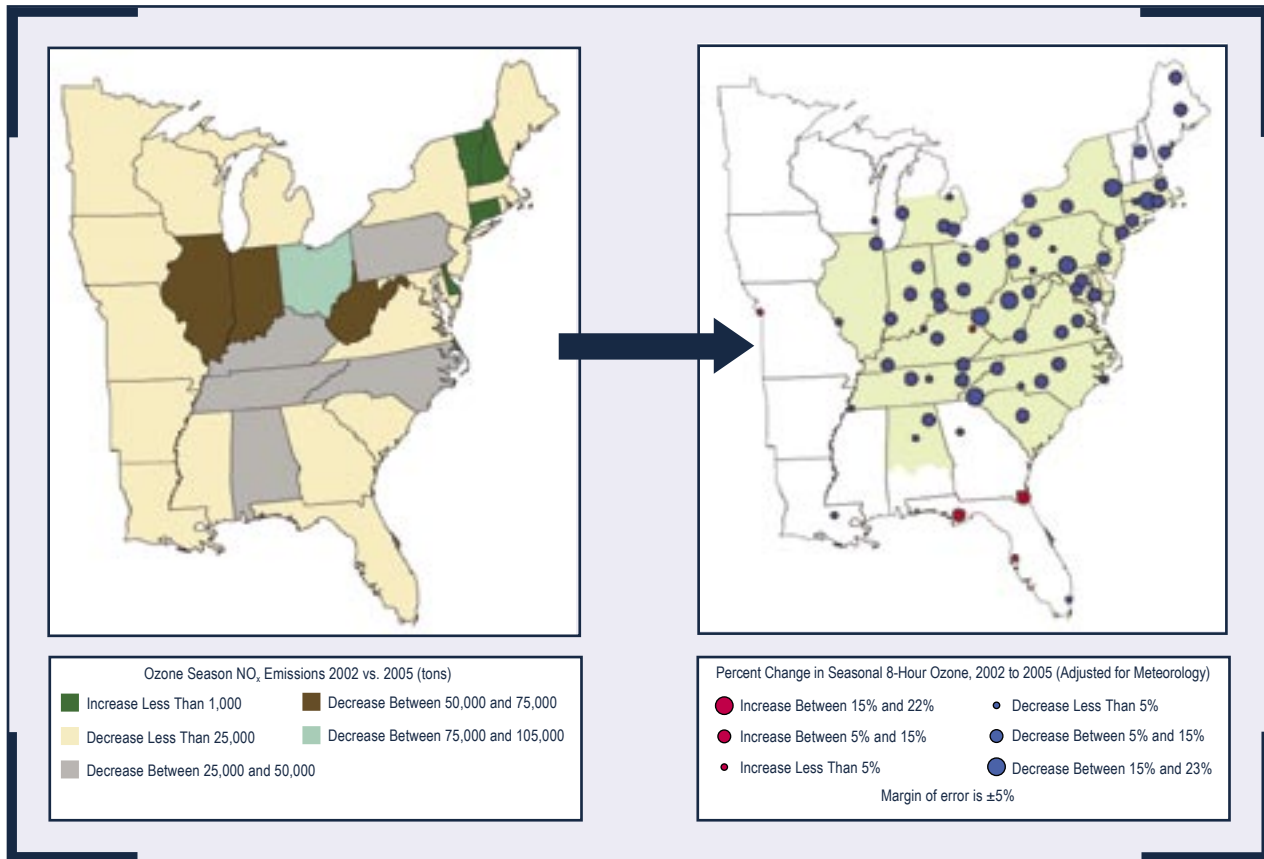 Ozone Season NOx Emissions 2002 vs. 2005 (tons)
Increase Less Than 1,000
Decrease Between 50,000 and 75,000
Decrease Less Than 25,000
Decrease Between 75,000 and 105,000
Decrease Between 25,000 and 50,000
Percent Change in Seasonal 8-Hour Ozone, 2002 to 2005 (Adjusted for Meteorology)
Increase Between 15% and 22%
Decrease Less Than 5%
Increase Between 5% and 15%
Decrease Between 5% and 15%
Increase Less Than 5%
Decrease Between 15% and 23%
Margin of error is ±5%